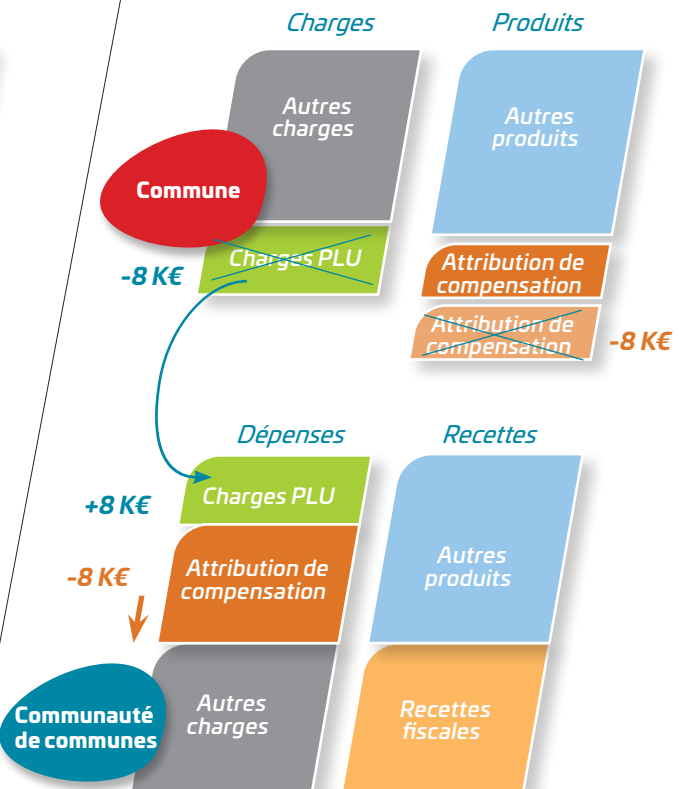 Charges
Produits
Autres
charges
Autres
produits
Commune
-8 K€
Charges PLU
Attribution de
compensation
Attribution de
compensation
-8 K€
Dépenses
Recettes
+8 K€
Charges PLU
-8 K€
Attribution de
compensation
Autres
produits
Communauté
de communes
Autres
charges
Recettes
fiscales